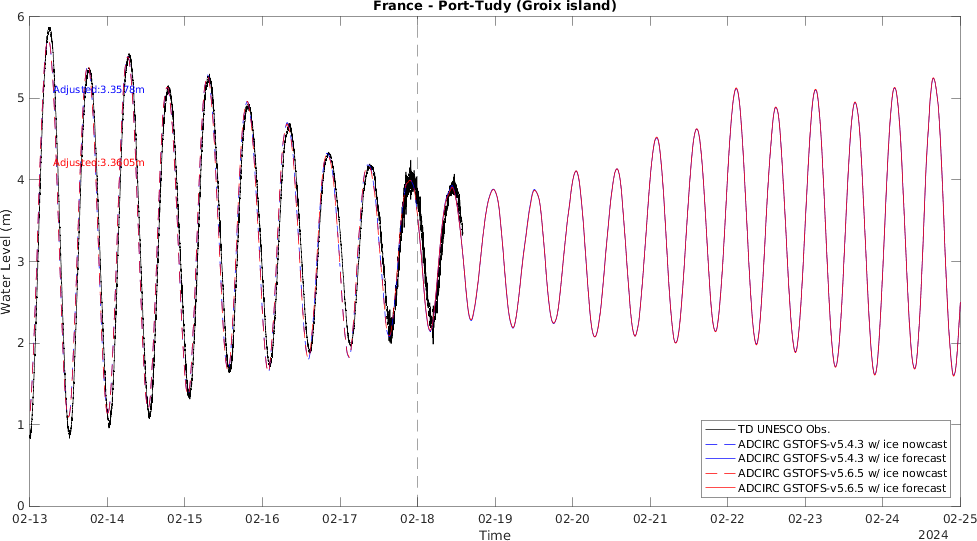 France - Port-Tudy (Groix island)
6
5
4
3
2
1
0
Water Level (m)
Adjusted:3.3578m
Adjusted:3.3605m
TD UNESCO Obs.
ADCIRC GSTOFS-v5.4.3 w/ ice nowcast
ADCIRC GSTOFS-v5.4.3 w/ ice forecast
ADCIRC GSTOFS-v5.6.5 w/ ice nowcast
ADCIRC GSTOFS-v5.6.5 w/ ice forecast
02-13 02-14 02-15 02-16 02-17 02-18 02-19 02-20 02-21 02-22 02-23 02-24 02-25
Time
2024